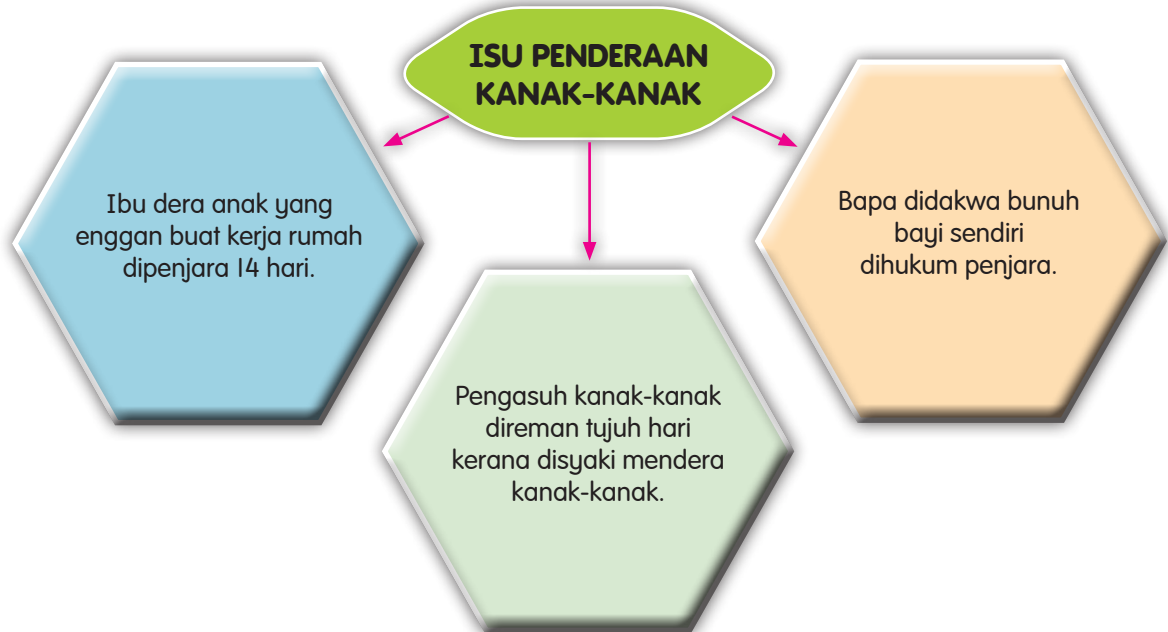 ISU PENDERAAN
KANAK-KANAK
Ibu dera anak yang
enggan buat kerja rumah
dipenjara 14 hari.
Pengasuh kanak-kanak
direman tujuh hari
kerana disyaki mendera
kanak-kanak.
Bapa didakwa bunuh
bayi sendiri
dihukum penjara.